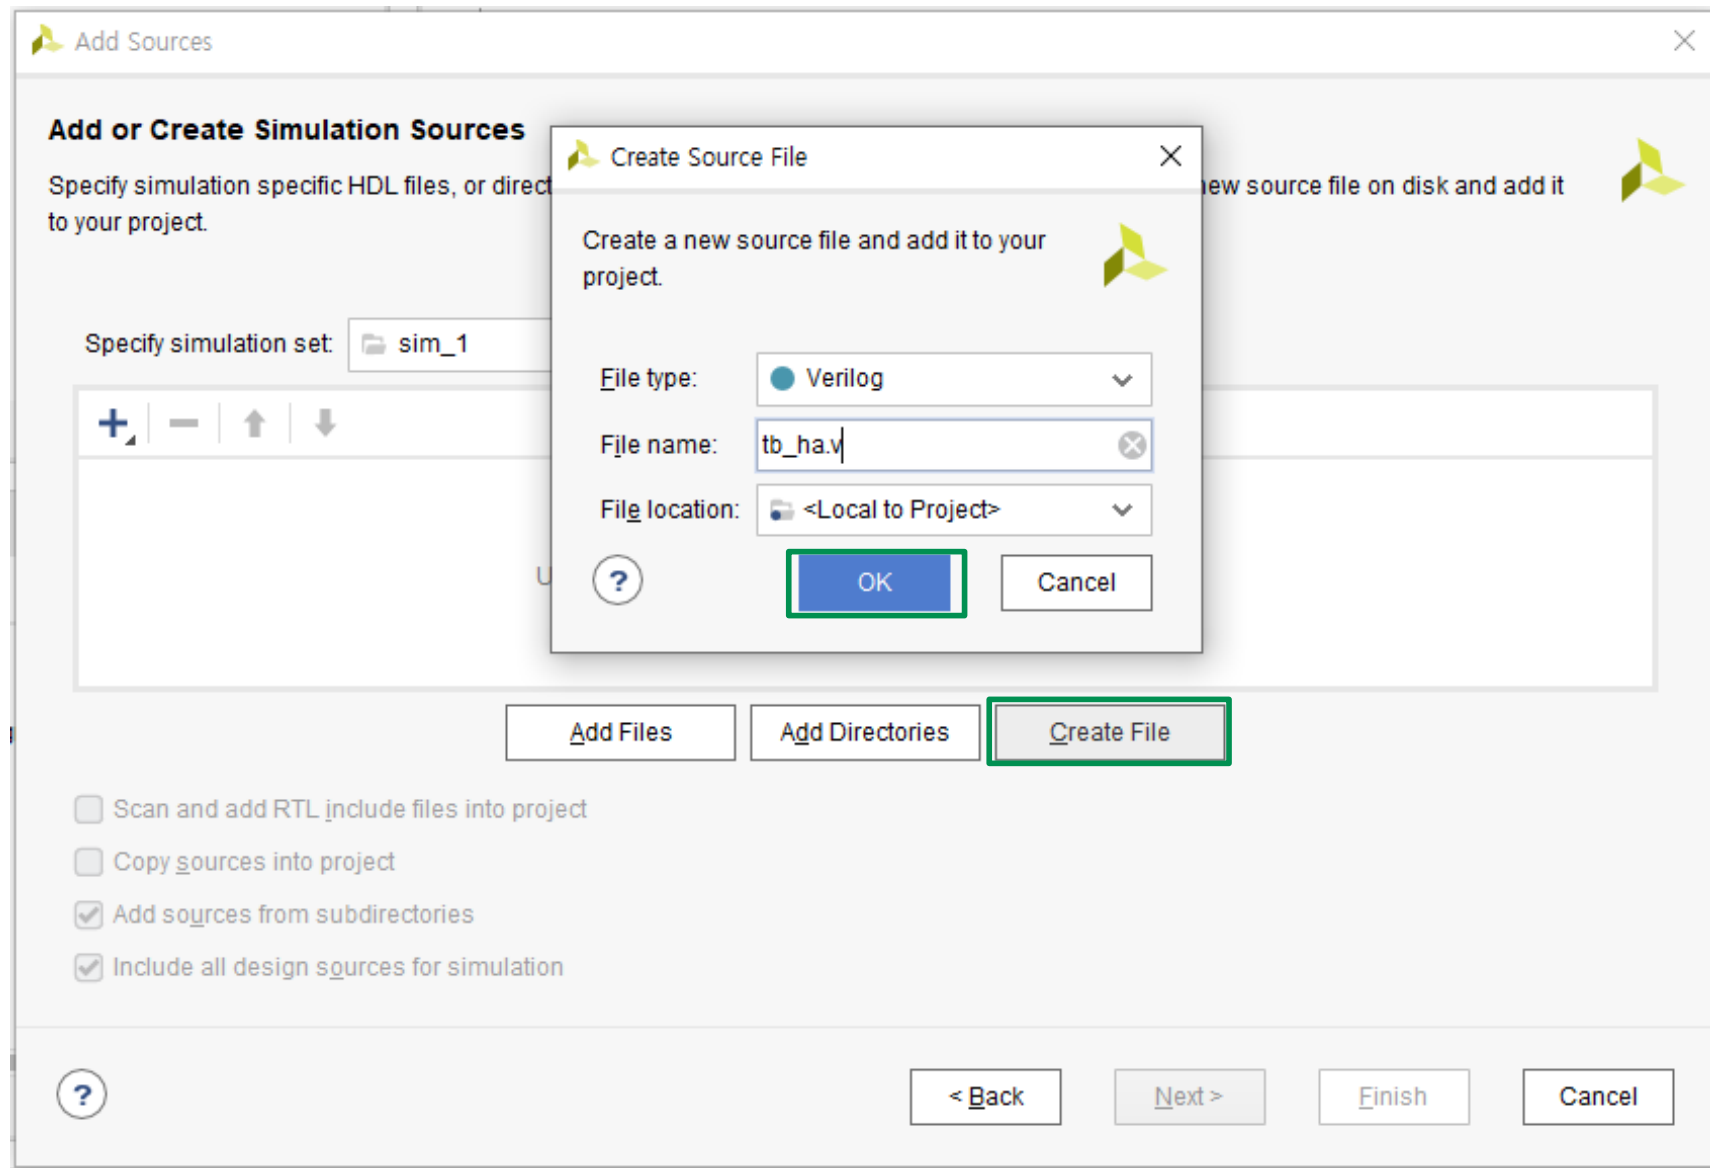 Add Sources
Add or Create Simulation Sources
Specify simulation specific HDL files, or direct
ew source file on disk and add it
to your project.
Specify simulation set:
sim_1
U
Create Source File
Create a new source file and add it to your
project.
File type:
Verilog
File name:
tb_ha.v
File location:
<Local to Project>
?
OK
Cancel
Add Files
Add Directories
Create File
Scan and add RTL include files into project
Copy sources into project
Add sources from subdirectories
Include all design sources for simulation
?
< Back
Next >
Finish
Cancel